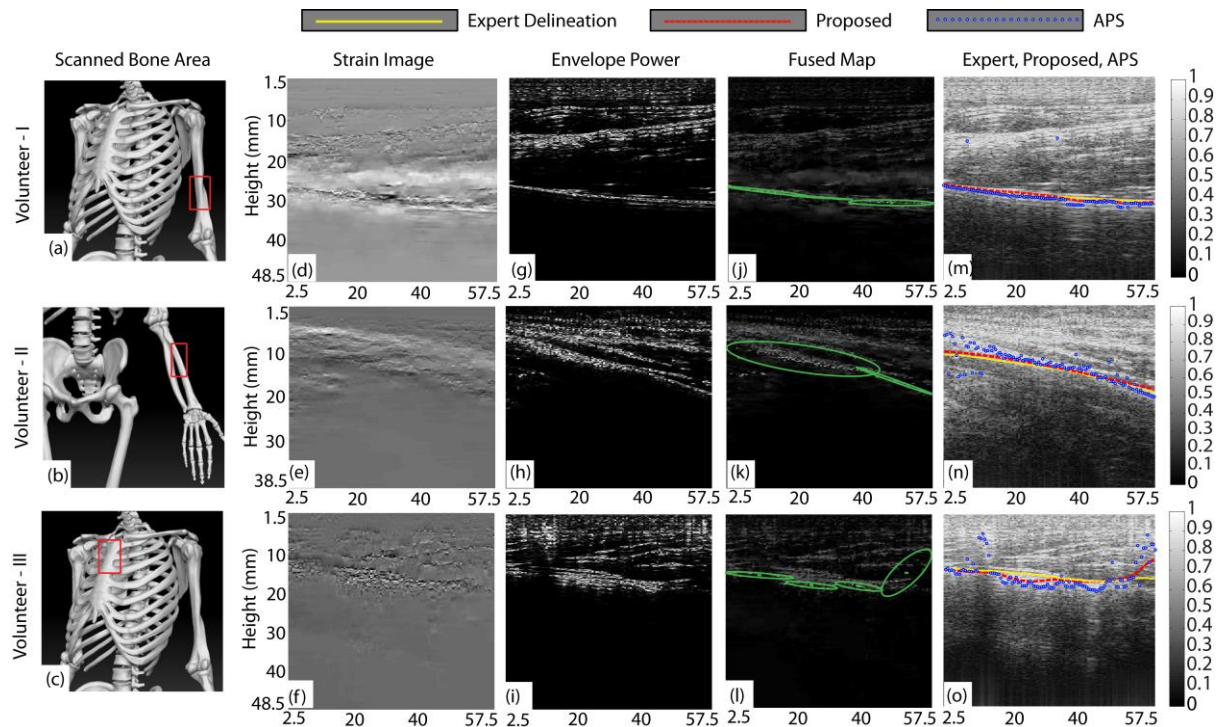 Expert Delineation Proposed APS
Scanned Bone Area Strain Image Envelope Power Fused Map Expert, Proposed, APS
Volunteer - I
(a)
Height (mm)
1.5
10
20
30
40
48.5
(d) (g) (j) (m)
2.5 20 40 57.5 2.5 20 40 57.5 2.5 20 40 57.5 2.5 20 40 57.5
1
0.9
0.8
0.7
0.6
0.5
0.4
0.3
0.2
0.1
0
Volunteer - II
(b)
Height (mm)
1.5
10
20
30
38.5
(e) (h) (k) (n)
2.5 20 40 57.5 2.5 20 40 57.5 2.5 20 40 57.5 2.5 20 40 57.5
1
0.9
0.8
0.7
0.6
0.5
0.4
0.3
0.2
0.1
0
Volunteer - III
(c)
Height (mm)
1.5
10
20
30
40
48.5
(f) (i) (l) (o)
2.5 20 40 57.5 2.5 20 40 57.5 2.5 20 40 57.5 2.5 20 40 57.5
1
0.9
0.8
0.7
0.6
0.5
0.4
0.3
0.2
0.1
0